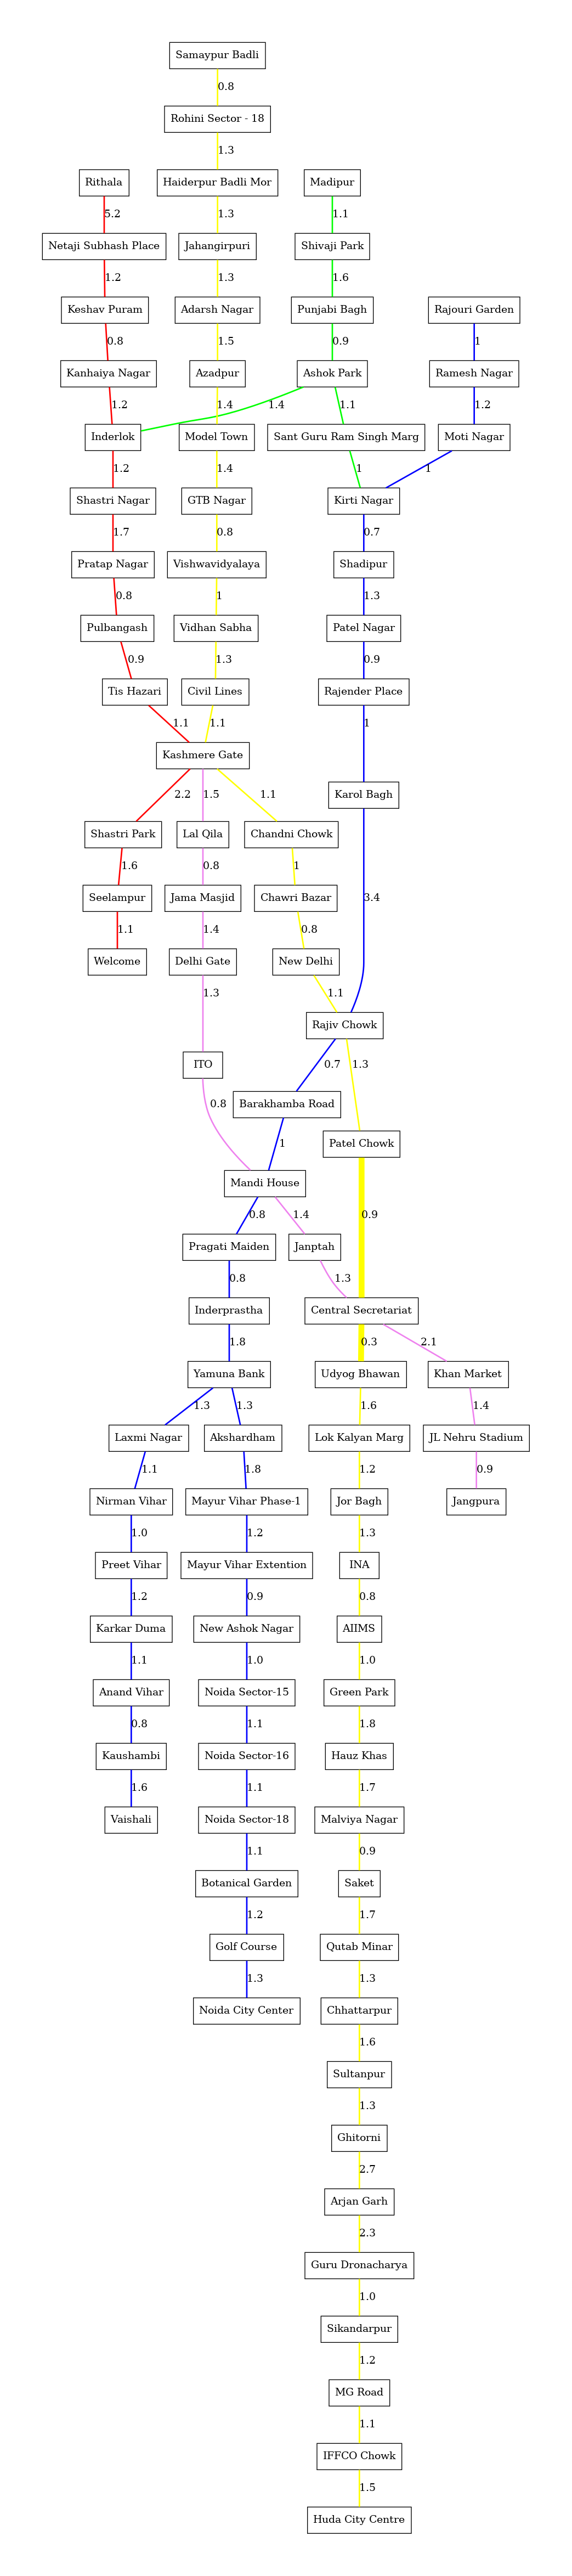 Samaypur Badli
0.8
Rohini Sector - 18
1.3
Rithala
Haiderpur Badli Mor
Madipur
5.2
1.3
1.1
Netaji Subhash Place
Jahangirpuri
Shivaji Park
1.2
1.3
1.6
Keshav Puram
Adarsh Nagar
Punjabi Bagh
Rajouri Garden
0.8
1.5
0.9
1
Kanhaiya Nagar
Azadpur
Ashok Park
Ramesh Nagar
1.2
1.4
1.4
1.1
1.2
Inderlok
Model Town
Sant Guru Ram Singh Marg
Moti Nagar
1.2
1.4
1
1
Shastri Nagar
GTB Nagar
Kirti Nagar
1.7
0.8
0.7
Pratap Nagar
Vishwavidyalaya
Shadipur
0.8
1
1.3
Pulbangash
Vidhan Sabha
Patel Nagar
0.9
1.3
0.9
Tis Hazari
Civil Lines
Rajender Place
1.1
1.1
1
Kashmere Gate
2.2
1.5
1.1
Karol Bagh
Shastri Park
Lal Qila
Chandni Chowk
1.6
0.8
1
Seelampur
Jama Masjid
Chawri Bazar
3.4
1.1
1.4
0.8
Welcome
Delhi Gate
New Delhi
1.3
1.1
Rajiv Chowk
ITO
0.7
1.3
0.8
Barakhamba Road
1
Patel Chowk
Mandi House
0.8
1.4
0.9
Pragati Maiden
Janptah
0.8
1.3
Inderprastha
Central Secretariat
1.8
0.3
2.1
Yamuna Bank
Udyog Bhawan
Khan Market
1.3
1.3
1.6
1.4
Laxmi Nagar
Akshardham
Lok Kalyan Marg
JL Nehru Stadium
1.1
1.8
1.2
0.9
Nirman Vihar
Mayur Vihar Phase-1
Jor Bagh
Jangpura
1.0
1.2
1.3
Preet Vihar
Mayur Vihar Extention
INA
1.2
0.9
0.8
Karkar Duma
New Ashok Nagar
AIIMS
1.1
1.0
1.0
Anand Vihar
Noida Sector-15
Green Park
0.8
1.1
1.8
Kaushambi
Noida Sector-16
Hauz Khas
1.6
1.1
1.7
Vaishali
Noida Sector-18
Malviya Nagar
1.1
0.9
Botanical Garden
Saket
1.2
1.7
Golf Course
Qutab Minar
1.3
1.3
Noida City Center
Chhattarpur
1.6
Sultanpur
1.3
Ghitorni
2.7
Arjan Garh
2.3
Guru Dronacharya
1.0
Sikandarpur
1.2
MG Road
1.1
IFFCO Chowk
1.5
Huda City Centre